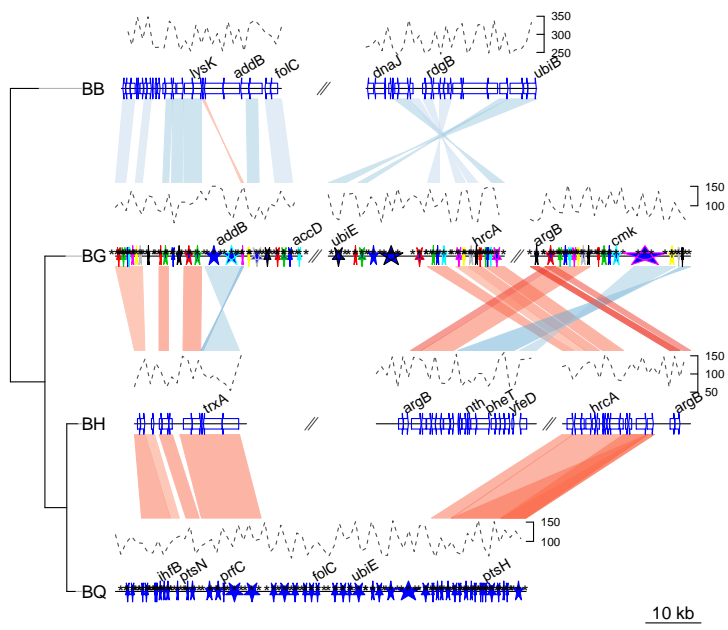 350
300
250
lysK addB folC dnaJ rdgB ubiB
BB
150
100
addB accD ubiE hrcA argB cmk
BG
150
100
50
trxA argB nth pheT yfeD hrcA argB
BH
150
100
ihfB ptsN prfC folC ubiE ptsH
BQ
10 kb